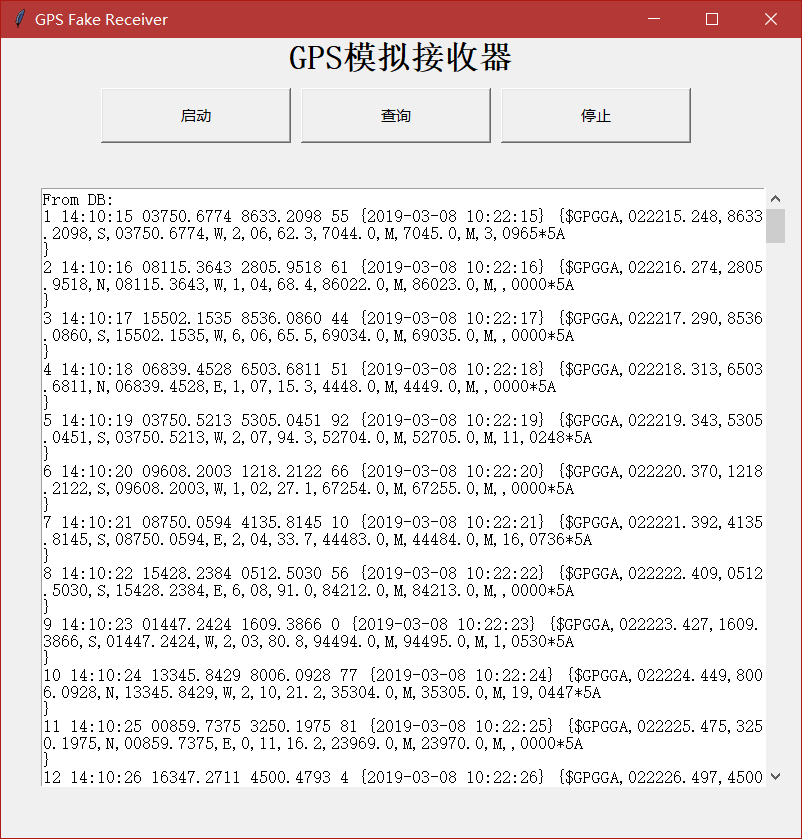 GPS Fake Receiver
GPS模拟接收器
启动 查询 停止
From DB:
1 14:10:15 03750.6774 8633.2098 55 {2019-03-08 10:22:15} {$GPGGA,022215.248,8633
.2098,S,03750.6774,W,2,06,62.3,7044.0,M,7045.0,M,3,0965*5A
}
2 14:10:16 08115.3643 2805.9518 61 {2019-03-08 10:22:16} {$GPGGA,022216.274,2805
.9518,N,08115.3643,W,1,04,68.4,86022.0,M,86023.0,M,,0000*5A
}
3 14:10:17 15502.1535 8536.0860 44 {2019-03-08 10:22:17} {$GPGGA,022217.290,8536
.0860,S,15502.1535,W,6,06,65.5,69034.0,M,69035.0,M,,0000*5A
}
4 14:10:18 06839.4528 6503.6811 51 {2019-03-08 10:22:18} {$GPGGA,022218.313,6503
.6811,N,06839.4528,E,1,07,15.3,4448.0,M,4449.0,M,,0000*5A
}
5 14:10:19 03750.5213 5305.0451 92 {2019-03-08 10:22:19} {$GPGGA,022219.343,5305
.0451,S,03750.5213,W,2,07,94.3,52704.0,M,52705.0,M,11,0248*5A
}
6 14:10:20 09608.2003 1218.2122 66 {2019-03-08 10:22:20} {$GPGGA,022220.370,1218
.2122,S,09608.2003,W,1,02,27.1,67254.0,M,67255.0,M,,0000*5A
}
7 14:10:21 08750.0594 4135.8145 10 {2019-03-08 10:22:21} {$GPGGA,022221.392,4135
.8145,S,08750.0594,E,2,04,33.7,44483.0,M,44484.0,M,16,0736*5A
}
8 14:10:22 15428.2384 0512.5030 56 {2019-03-08 10:22:22} {$GPGGA,022222.409,0512
.5030,S,15428.2384,E,6,08,91.0,84212.0,M,84213.0,M,,0000*5A
}
9 14:10:23 01447.2424 1609.3866 0 {2019-03-08 10:22:23} {$GPGGA,022223.427,1609.
3866,S,01447.2424,W,2,03,80.8,94494.0,M,94495.0,M,1,0530*5A
}
10 14:10:24 13345.8429 8006.0928 77 {2019-03-08 10:22:24} {$GPGGA,022224.449,800
6.0928,N,13345.8429,W,2,10,21.2,35304.0,M,35305.0,M,19,0447*5A
}
11 14:10:25 00859.7375 3250.1975 81 {2019-03-08 10:22:25} {$GPGGA,022225.475,325
0.1975,N,00859.7375,E,0,11,16.2,23969.0,M,23970.0,M,,0000*5A
}
12 14:10:26 16347.2711 4500.4793 4 {2019-03-08 10:22:26} {$GPGGA,022226.497,4500